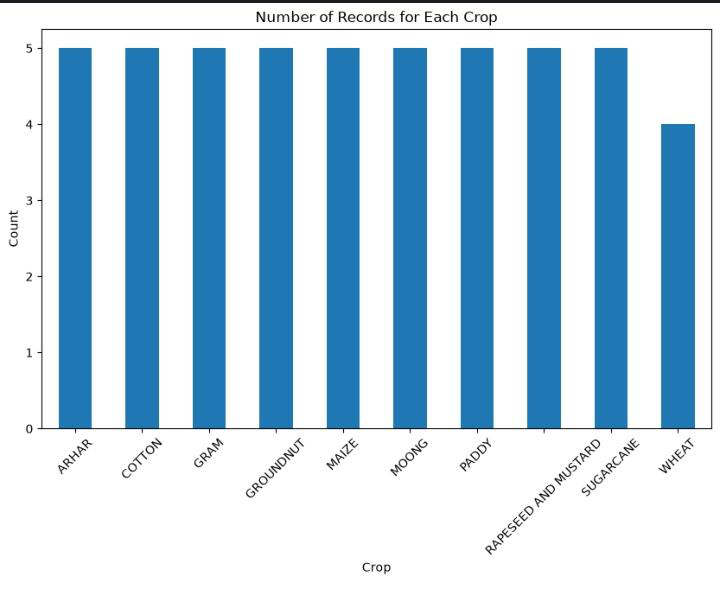 Number of Records for Each Crop
Count
5
4
3
2
1
0
ARHAR
COTTON
GRAM
GROUNDNUT
MAIZE
MOONG
PADDY
RAPESEED AND MUSTARD
SUGARCANE
WHEAT
Crop